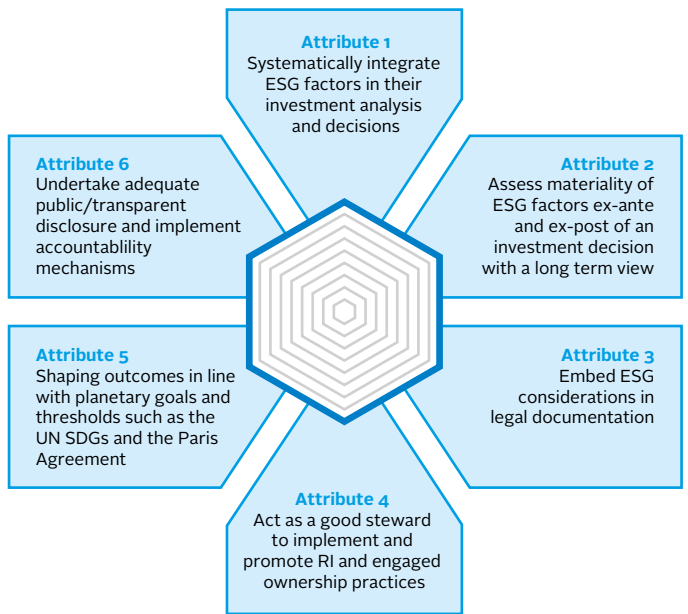 Attribute 1
Systematically integrate
ESG factors in their
investment analysis
and decisions
Attribute 2
Assess materiality of
ESG factors ex-ante
and ex-post of an
investment decision
with a long term view
Attribute 3
Embed ESG
considerations in
legal documentation
Attribute 4
Act as a good steward
to implement and
promote RI and engaged
ownership practices
Attribute 5
Shaping outcomes in line
with planetary goals and
thresholds such as the
UN SDGs and the Paris
Agreement
Attribute 6
Undertake adequate
public/transparent
disclosure and implement
accountablility
mechanisms